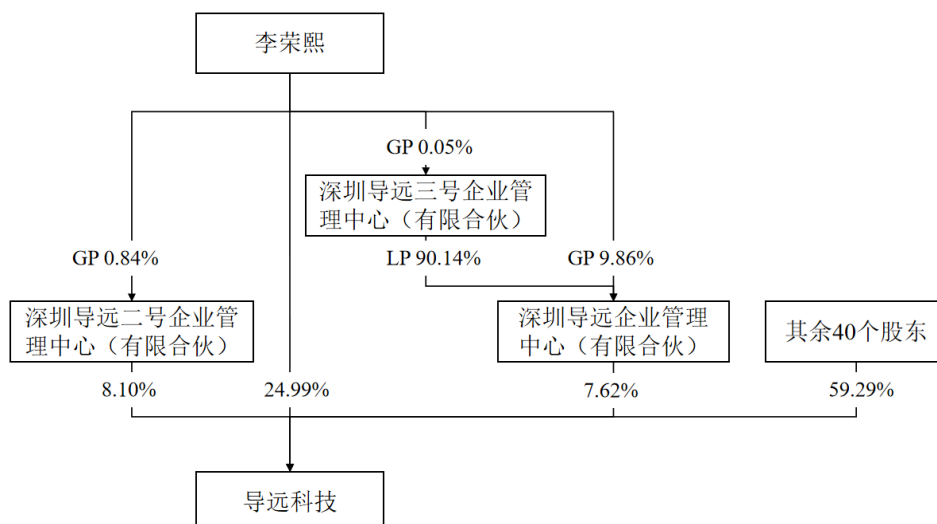 李荣熙
GP 0.05%
深圳导远三号企业管
理中心（有限合伙）
GP 0.84%
LP 90.14%
GP 9.86%
深圳导远二号企业管
理中心（有限合伙）
深圳导远企业管理
中心（有限合伙）
其余40个股东
8.10%
24.99%
7.62%
59.29%
导远科技